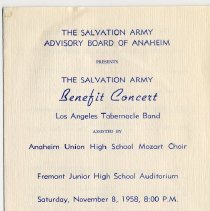 THE SALVATION ARMY
ADVISORY BOARD OF ANAHEIM
PRESENTS
THE SALVATION ARMY
Benefit Concert
Los Angeles Tabernacle Band
ASSISTED BY
Anaheim Union High School Mozart Choir
Fremont Junior High School Auditorium
Saturday, November 8, 1958, 8:00 P.M.